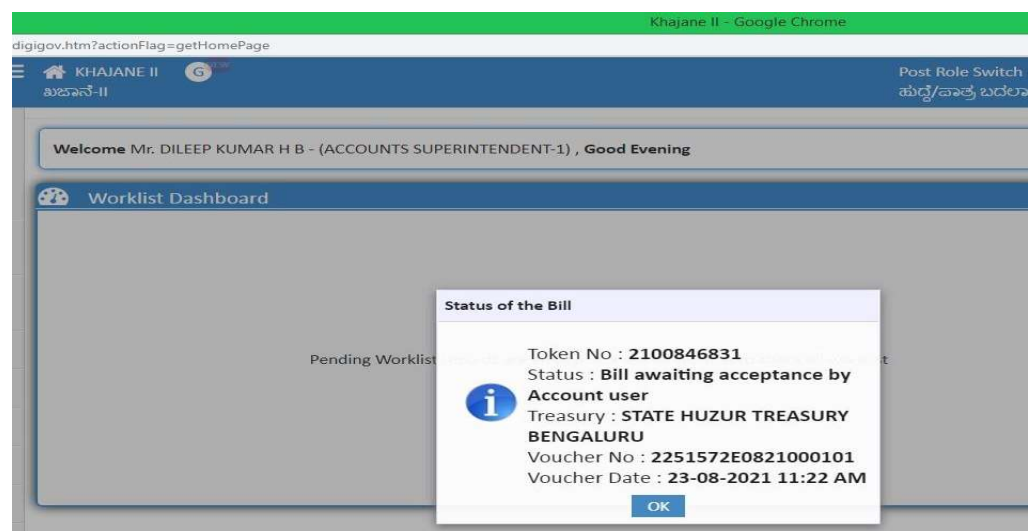 Khajane II - Google Chrome
digigov.htm?actionFlag=getHomePage
KHAJANE II G
ಖಜಾನೆ-II
Post Role Switch
ಹುದ್ದೆ/ಪಾತ್ರ ಬದಲಾ
Welcome Mr. DILEEP KUMAR H B - (ACCOUNTS SUPERINTENDENT-1) , Good Evening
Worklist Dashboard
Pending Worklist
Status of the Bill
Token No : 2100846831
Status : Bill awaiting acceptance by
Account user
Treasury : STATE HUZUR TREASURY
BENGALURU
Voucher No : 2251572E0821000101
Voucher Date : 23-08-2021 11:22 AM
OK